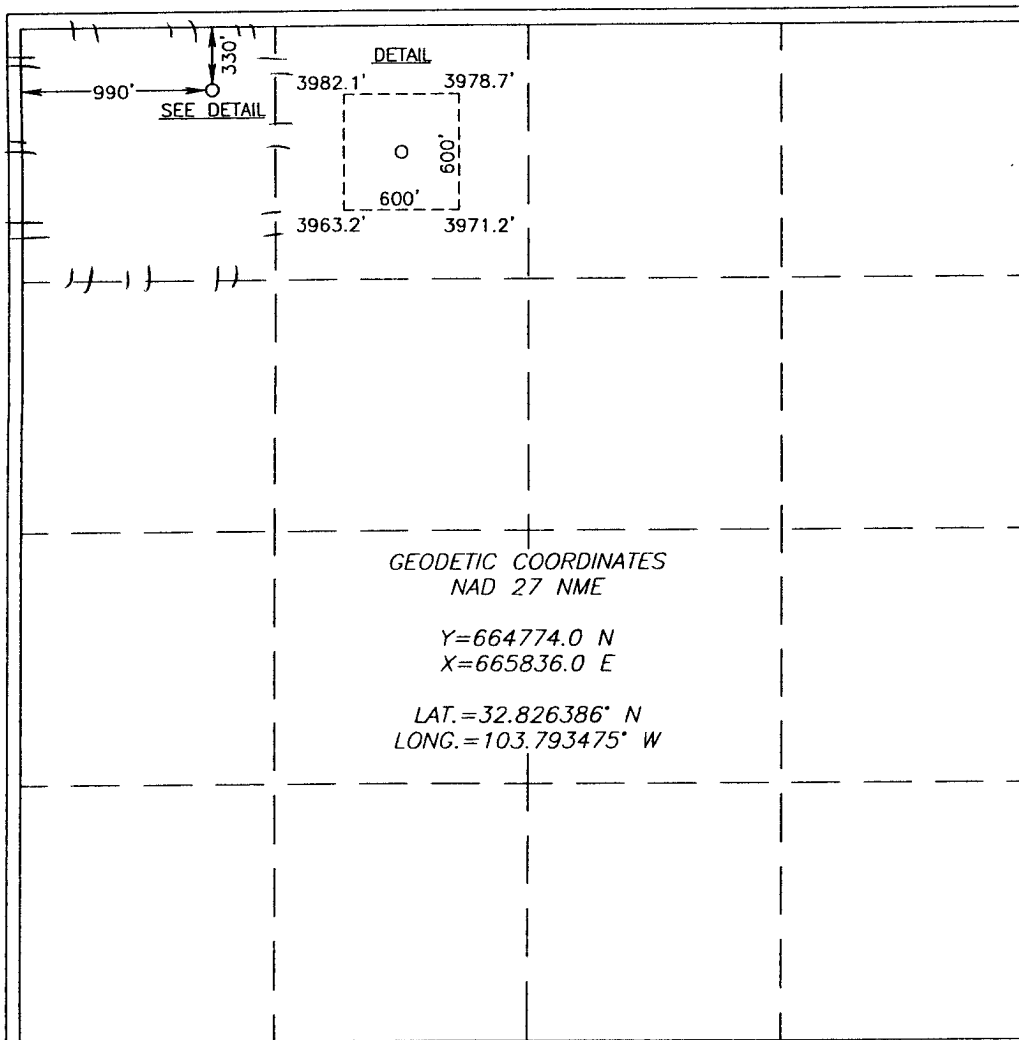 330'
990'
SEE DETAIL
DETAIL
3982.1' 3978.7'
600'
600'
3963.2' 3971.2'
GEODETIC COORDINATES
NAD 27 NME
Y=664774.0 N
X=665836.0 E
LAT.=32.826386° N
LONG.=103.793475° W